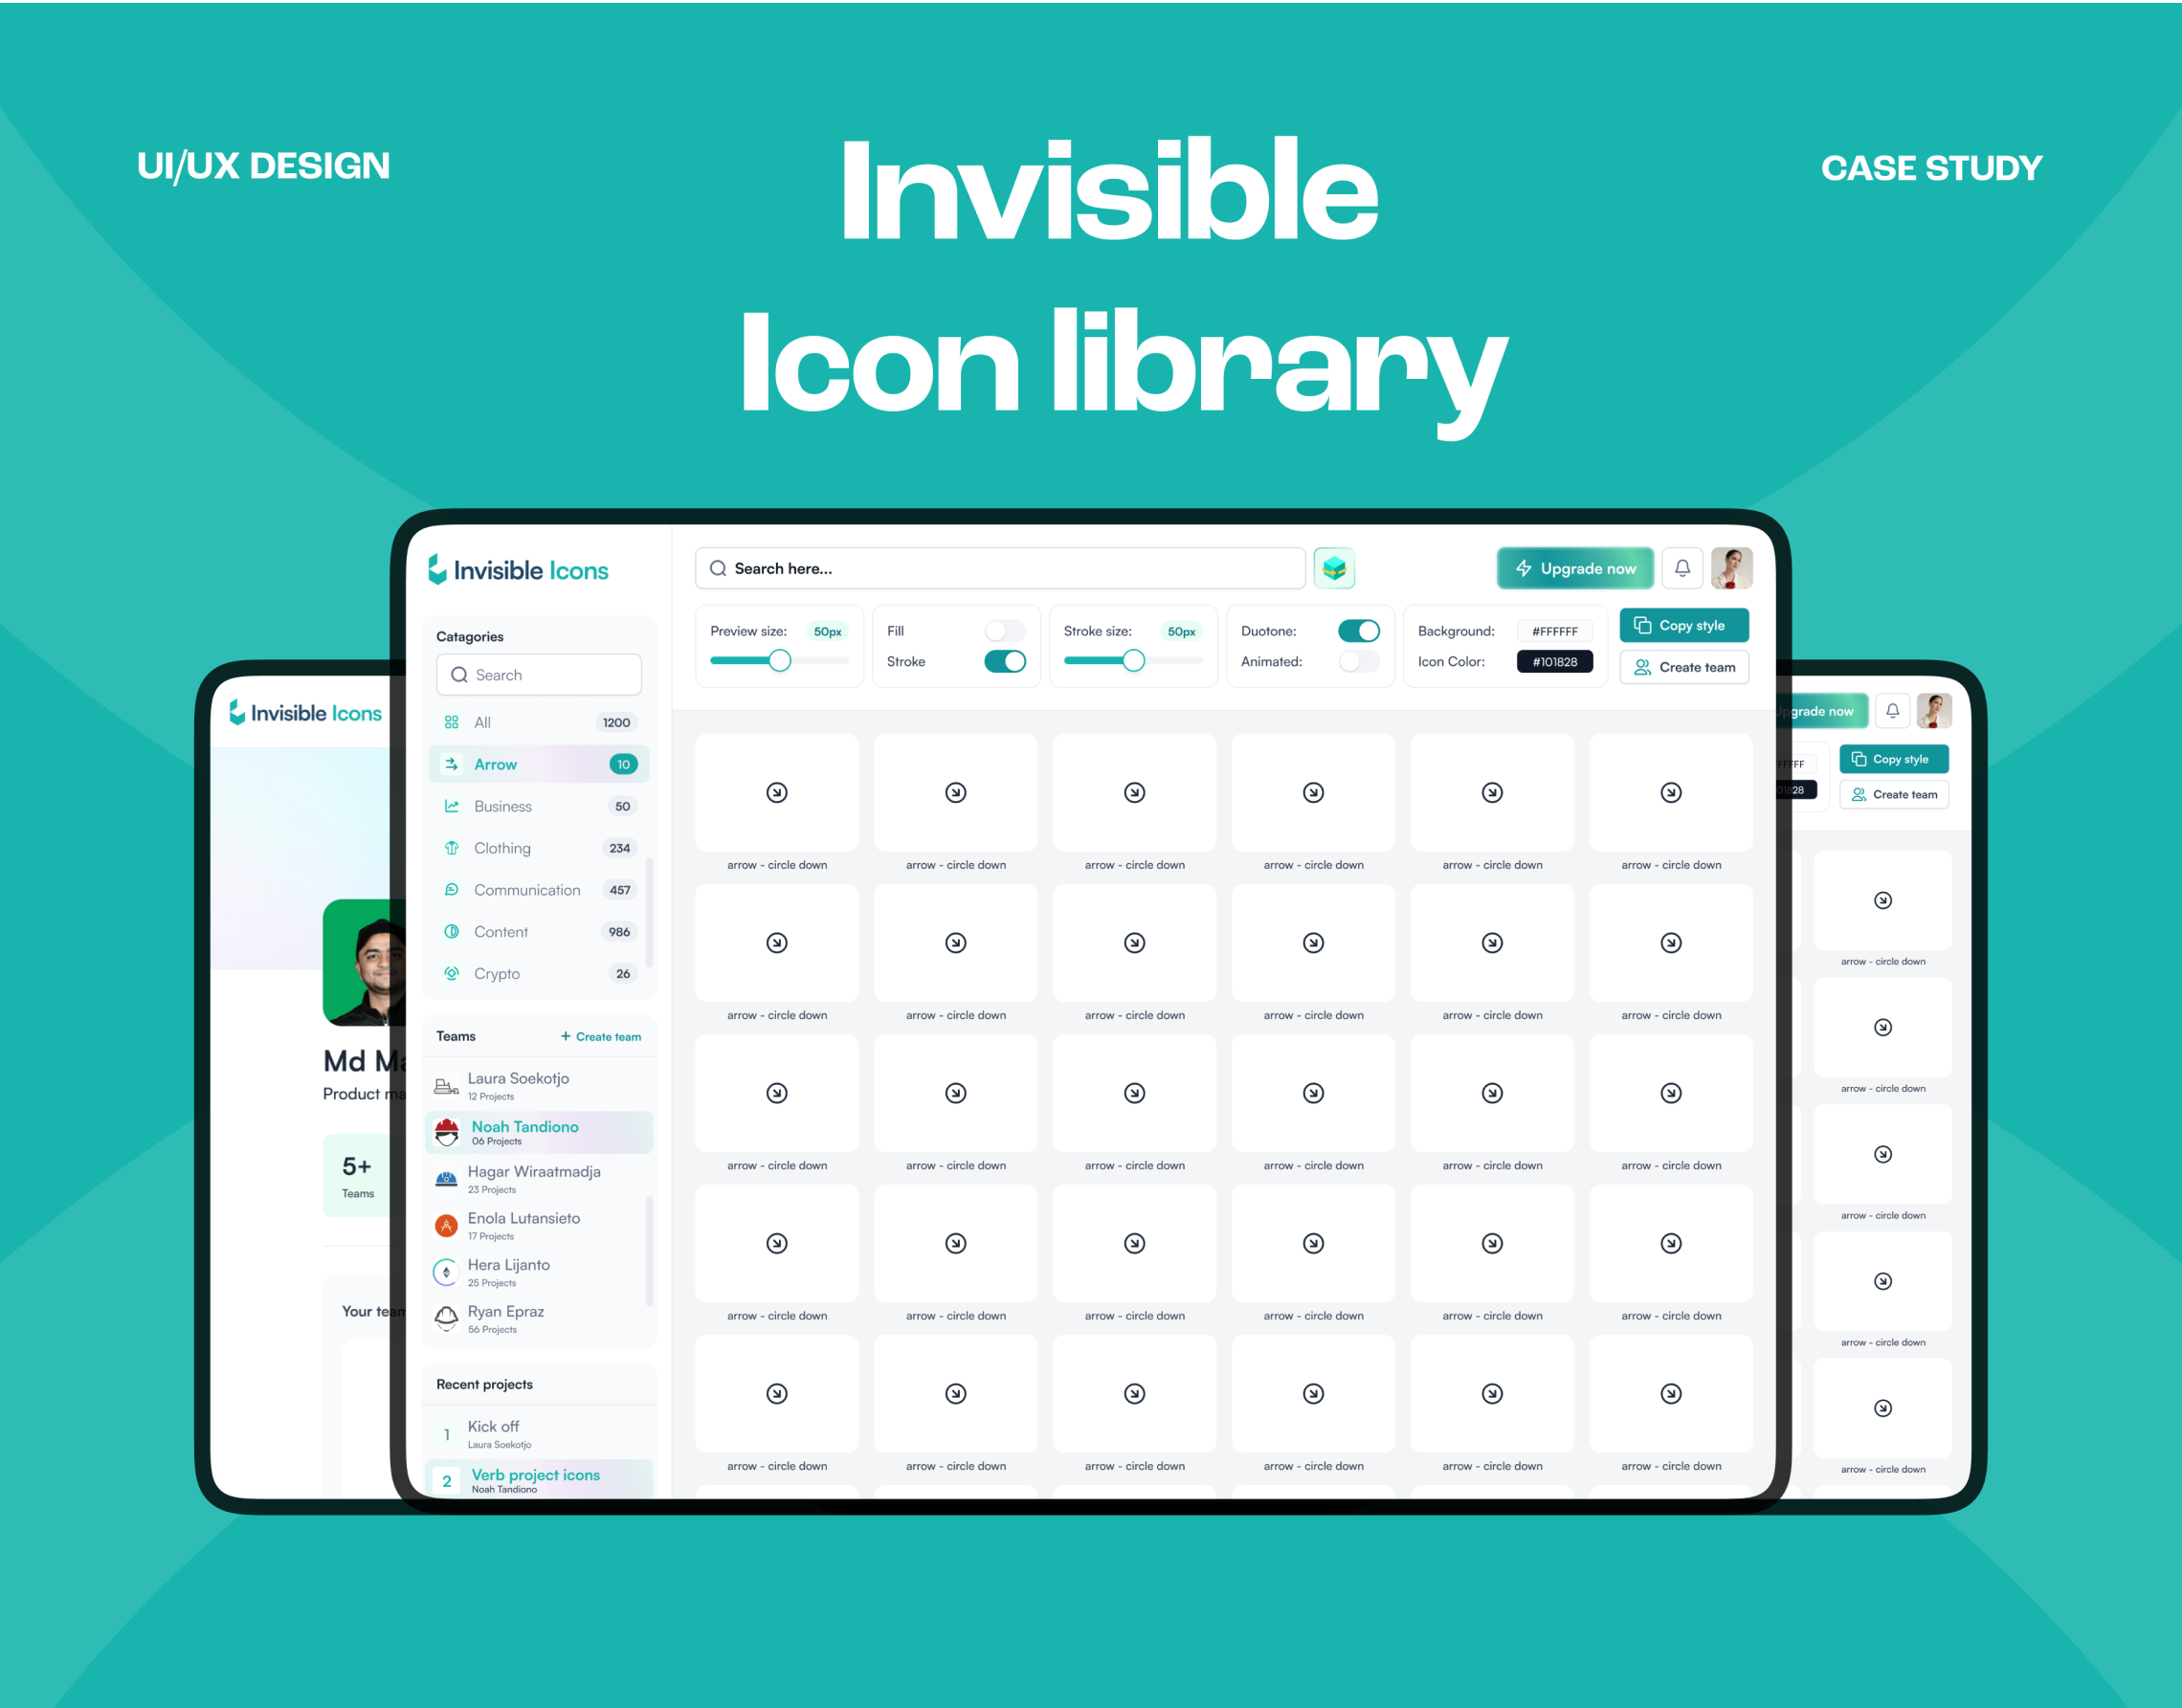 UI/UX DESIGN
CASE STUDY
Invisible
Icon library
Invisible Icons
Search here...
Upgrade now
Catagories
Search
All 1200
Arrow 10
Business 50
Clothing 234
Communication 457
Content 986
Crypto 26
Teams + Create team
Laura Soekotjo
12 Projects
Noah Tandiono
06 Projects
Hagar Wiraatmadja
23 Projects
Enola Lutansieto
17 Projects
Hera Lijanto
25 Projects
Ryan Epraz
56 Projects
Recent projects
1 Kick off
Laura Soekotjo
2 Verb project icons
Noah Tandiono
Preview size: 50px
Fill
Stroke
Stroke size: 50px
Duotone:
Animated:
Background: #FFFFFF
Icon Color: #101828
Copy style
Create team
arrow - circle down arrow - circle down arrow - circle down arrow - circle down arrow - circle down arrow - circle down
arrow - circle down arrow - circle down arrow - circle down arrow - circle down arrow - circle down arrow - circle down
arrow - circle down arrow - circle down arrow - circle down arrow - circle down arrow - circle down arrow - circle down
arrow - circle down arrow - circle down arrow - circle down arrow - circle down arrow - circle down arrow - circle down
arrow - circle down arrow - circle down arrow - circle down arrow - circle down arrow - circle down arrow - circle down
Invisible Icons
Md Ma
Product ma
5+
Teams
Your team
Upgrade now
FFFFF
01828
Copy style
Create team
arrow - circle down
arrow - circle down
arrow - circle down
arrow - circle down
arrow - circle down